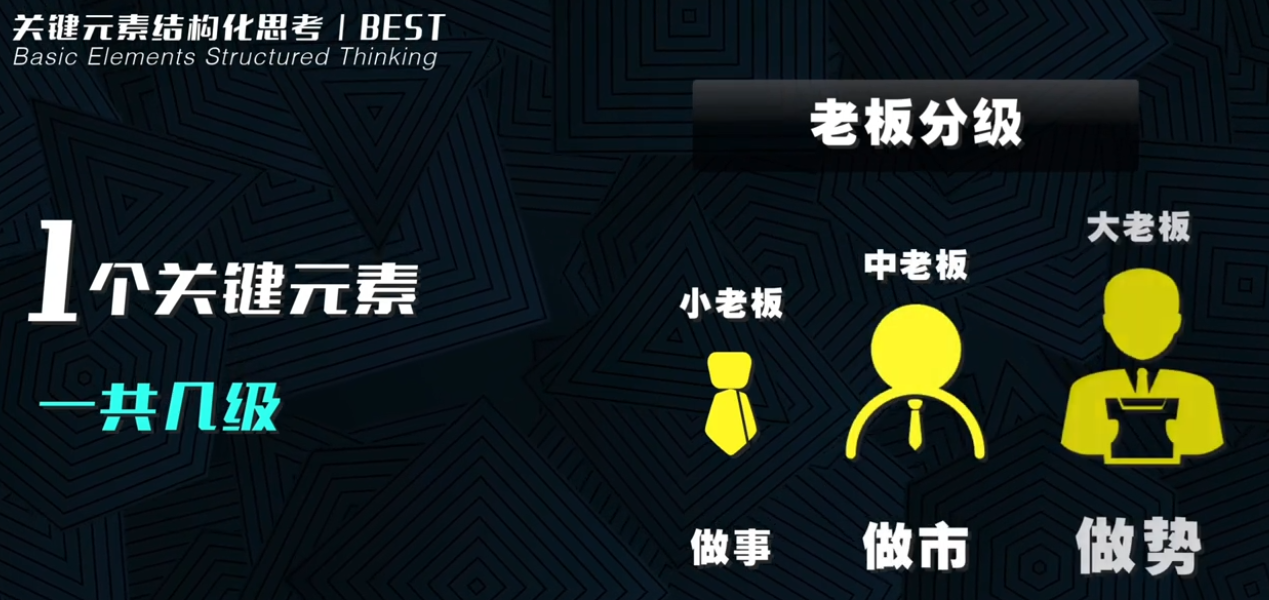 关键元素结构化思考 | BEST
Basic Elements Structured Thinking
1个关键元素
一共几级
老板分级
小老板
中老板
大老板
做事
做市
做势